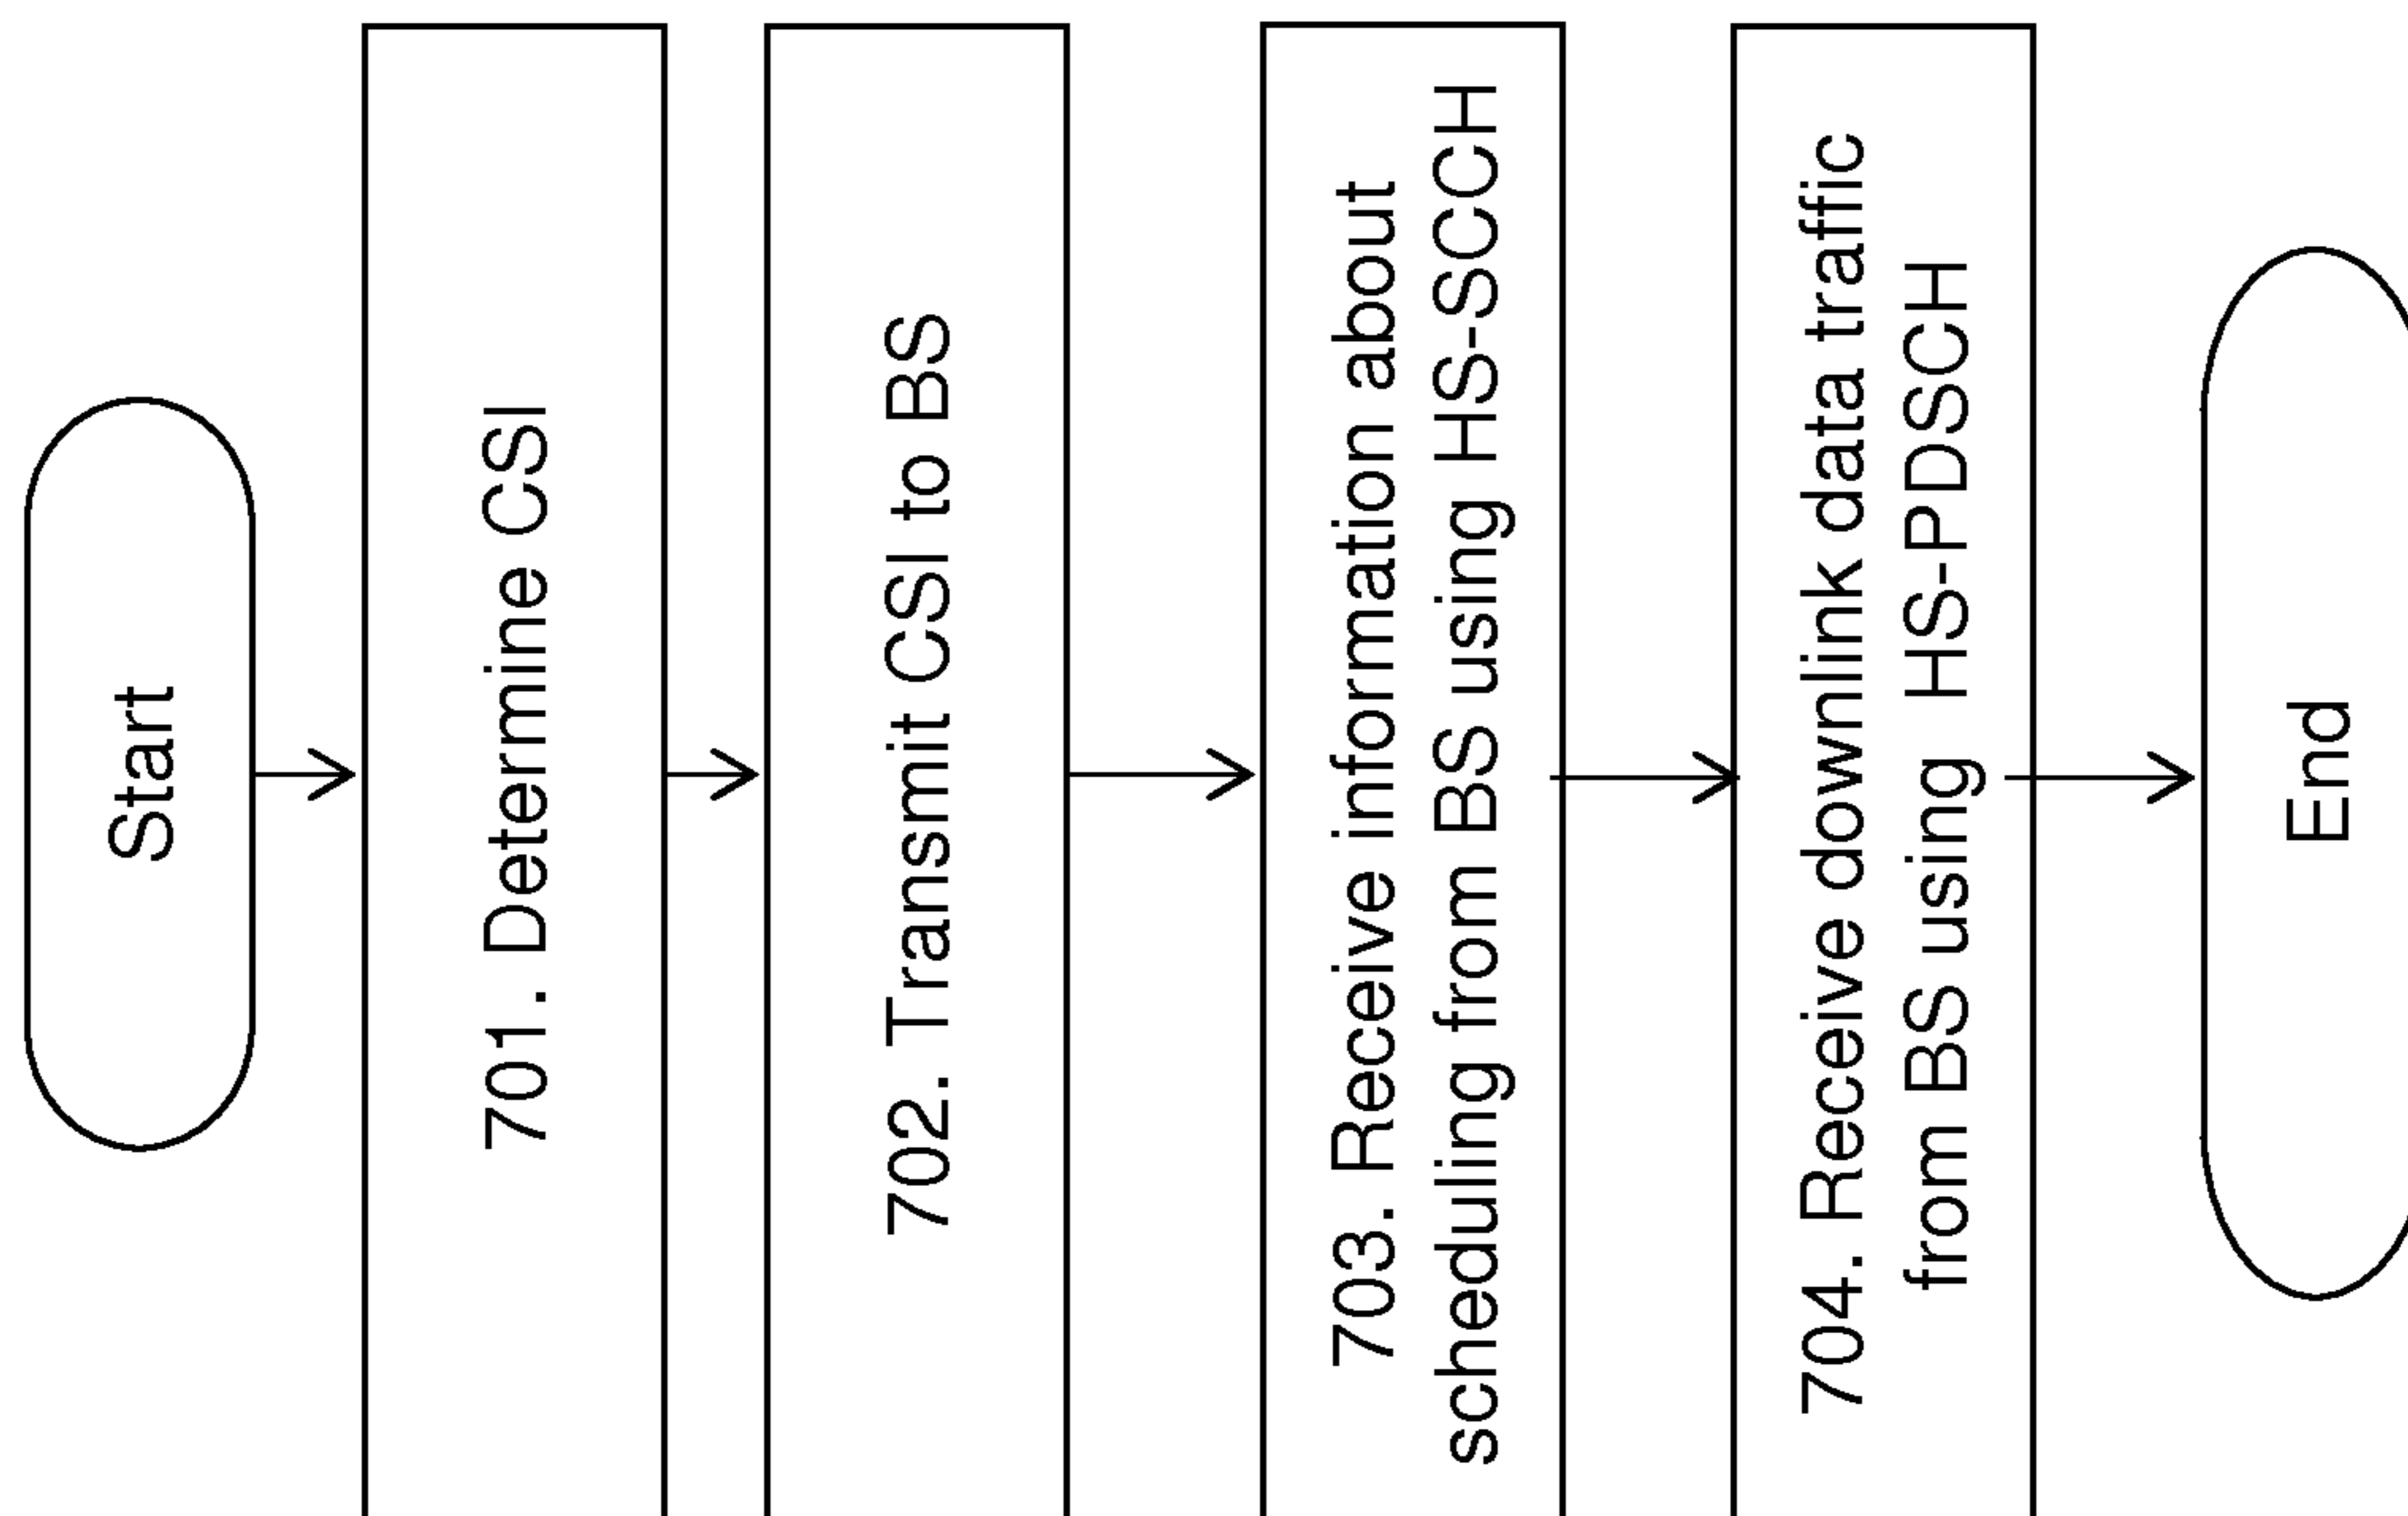 Start
701. Determine CSI
702. Transmit CSI to BS
703. Receive information about
scheduling from BS using HS-SCCH
704. Receive downlink data traffic
from BS using HS-PDSCH
End